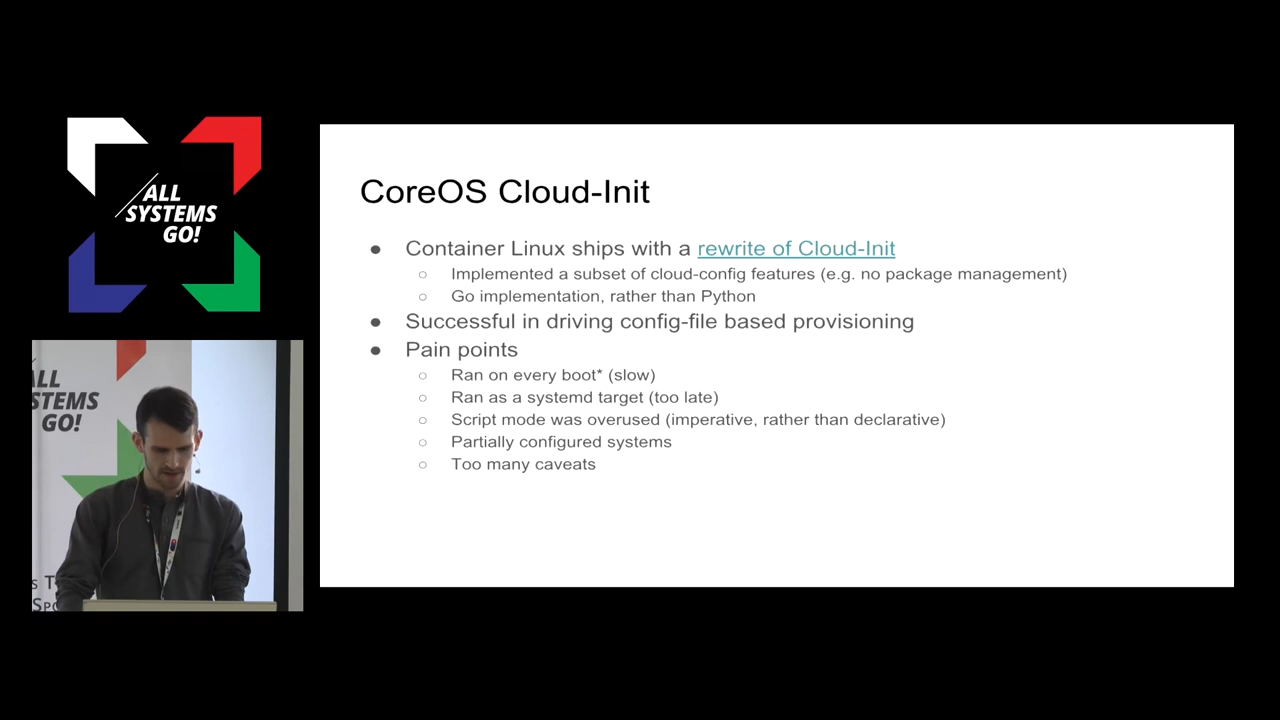 ALL
SYSTEMS
GO!
CoreOS Cloud-Init
● Container Linux ships with a rewrite of Cloud-Init
○ Implemented a subset of cloud-config features (e.g. no package management)
○ Go implementation, rather than Python
● Successful in driving config-file based provisioning
● Pain points
○ Ran on every boot* (slow)
○ Ran as a systemd target (too late)
○ Script mode was overused (imperative, rather than declarative)
○ Partially configured systems
○ Too many caveats
ALL
STEMS
GO!